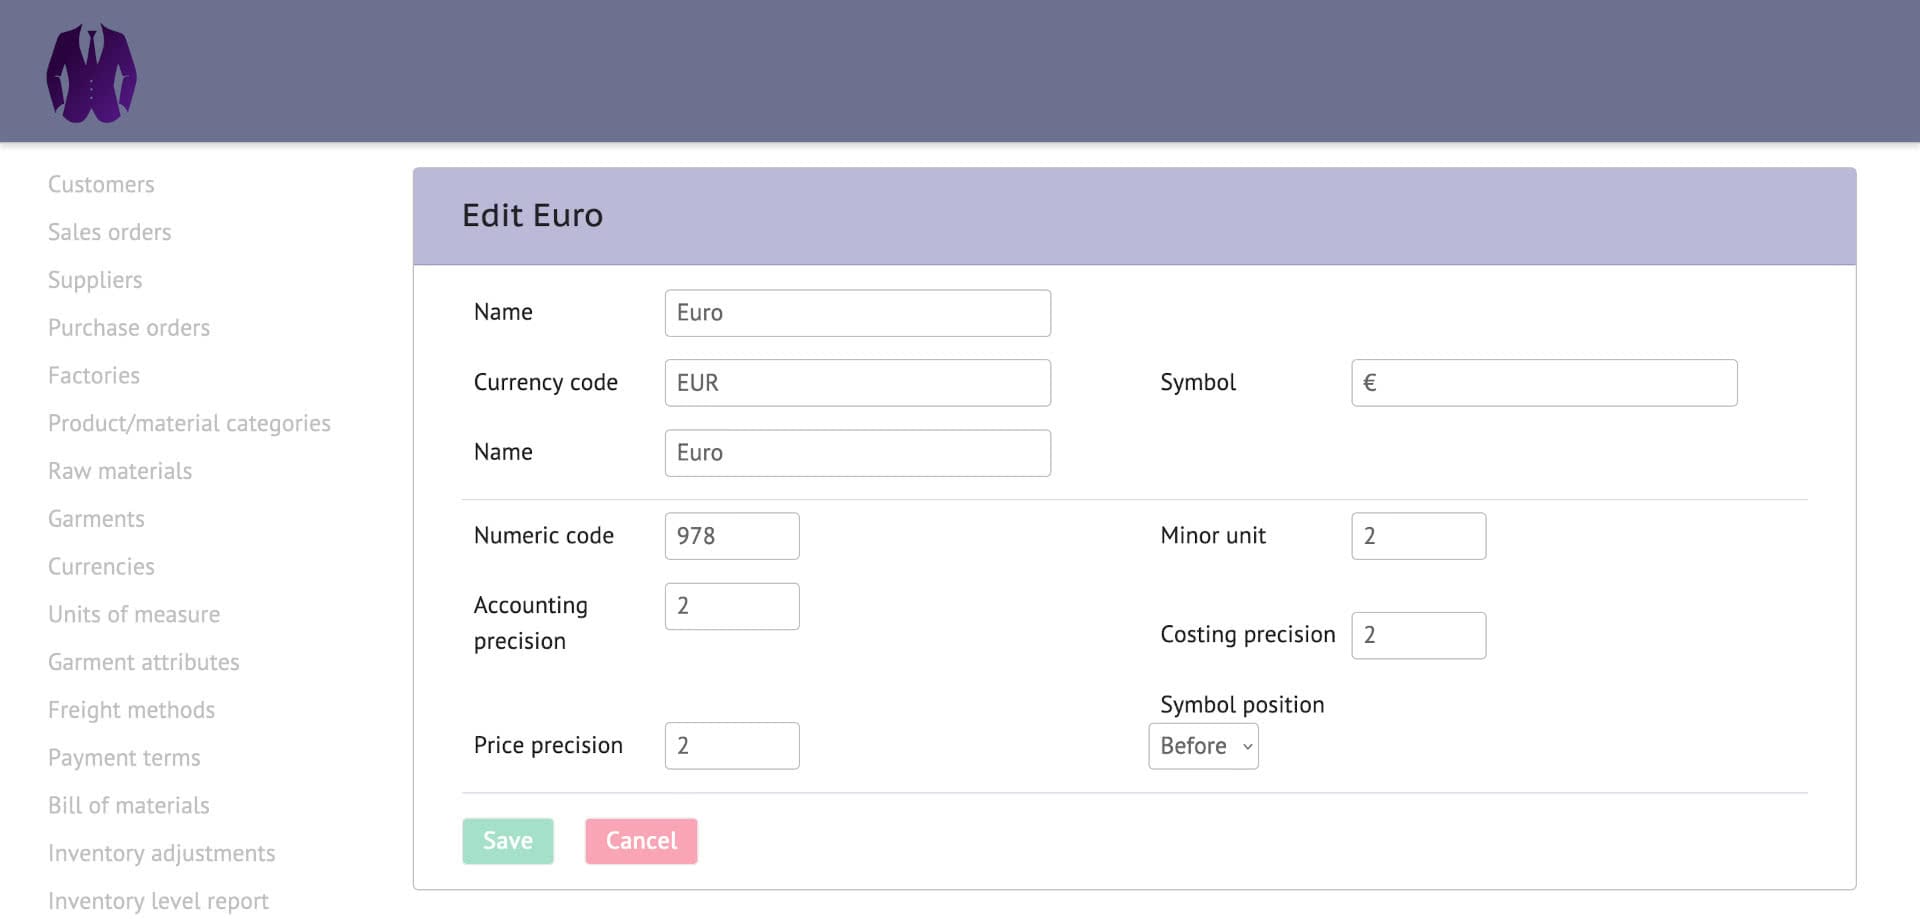 Customers
Sales orders
Suppliers
Purchase orders
Factories
Product/material categories
Raw materials
Garments
Currencies
Units of measure
Garment attributes
Freight methods
Payment terms
Bill of materials
Inventory adjustments
Inventory level report
Edit Euro
Name Euro
Currency code EUR Symbol €
Name Euro
Numeric code 978 Minor unit 2
Accounting 2
precision
Costing precision 2
Symbol position
Price precision 2 Before
Save Cancel